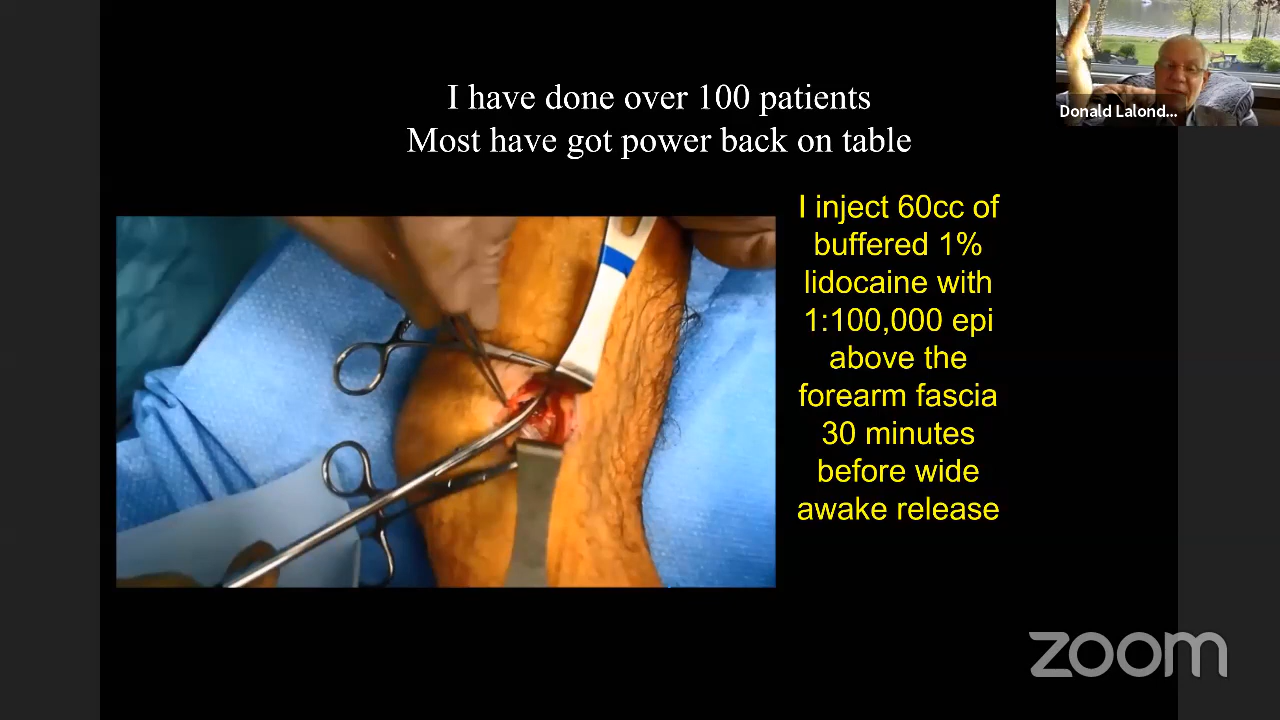 I have done over 100 patients
Most have got power back on table
Donald Lalond...
I inject 60cc of
buffered 1%
lidocaine with
1:100,000 epi
above the
forearm fascia
30 minutes
before wide
awake release
zoom